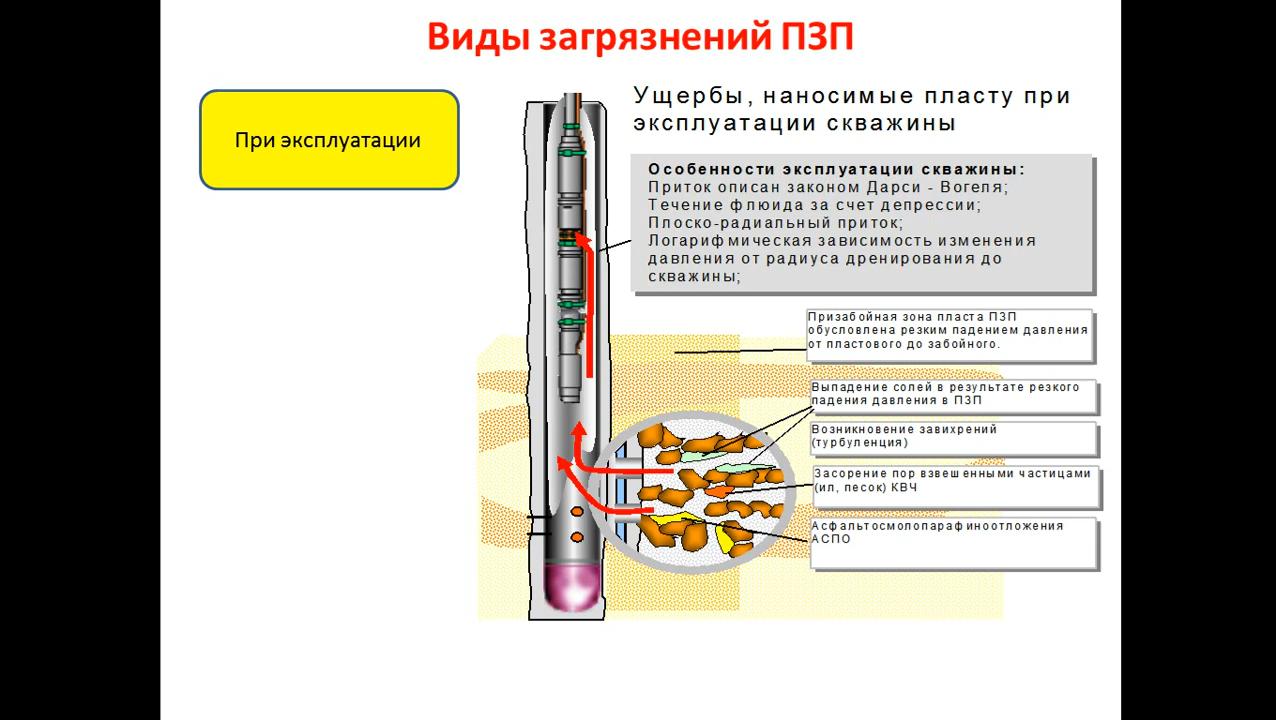 Виды загрязнений ПЗП
При эксплуатации
Ущербы, наносимые пласту при
эксплуатации скважины
Особенности эксплуатации скважины:
Приток описан законом Дарси - Вогеля;
Течение флюида за счет депрессии;
Плоско-радиальный приток;
Логарифмическая зависимость изменения
давления от радиуса дренирования до
скважины;
Призабойная зона пласта ПЗП
обусловлена резким падением давления
от пластового до забойного.
Выпадение солей в результате резкого
падения давления в ПЗП
Возникновение завихрений
(турбуленция)
Засорение пор взвешенными частицами
(ил, песок) КВЧ
Асфальтосмолопарафиноотложения
АСПО